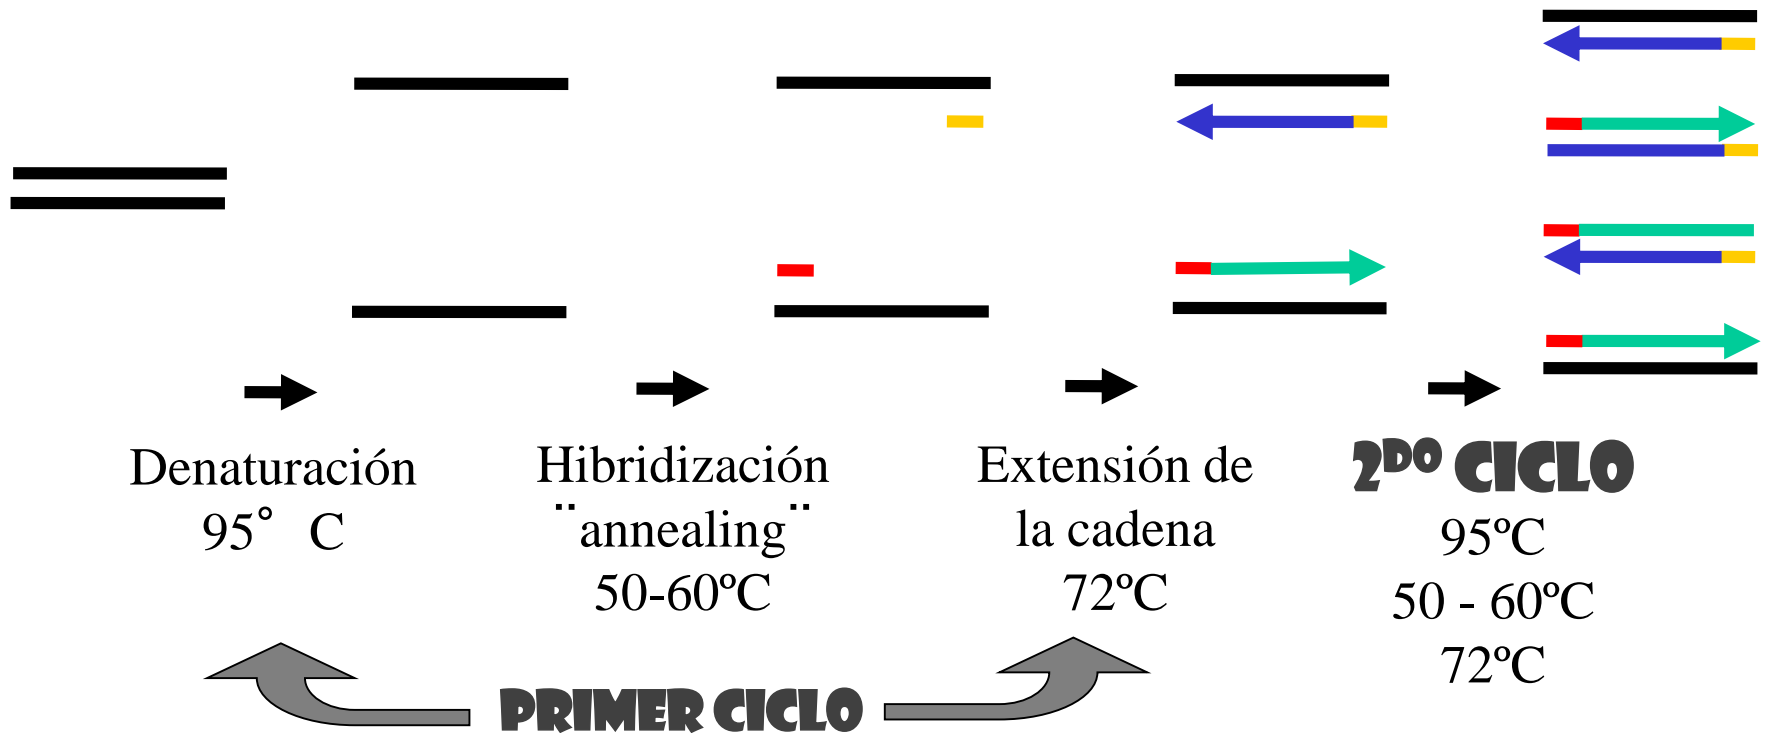 Denaturación
95° C
Hibridización
¨annealing¨
50-60ºC
Extensión de
la cadena
72ºC
2DO CICLO
95ºC
50 - 60ºC
72ºC
PRIMER CICLO